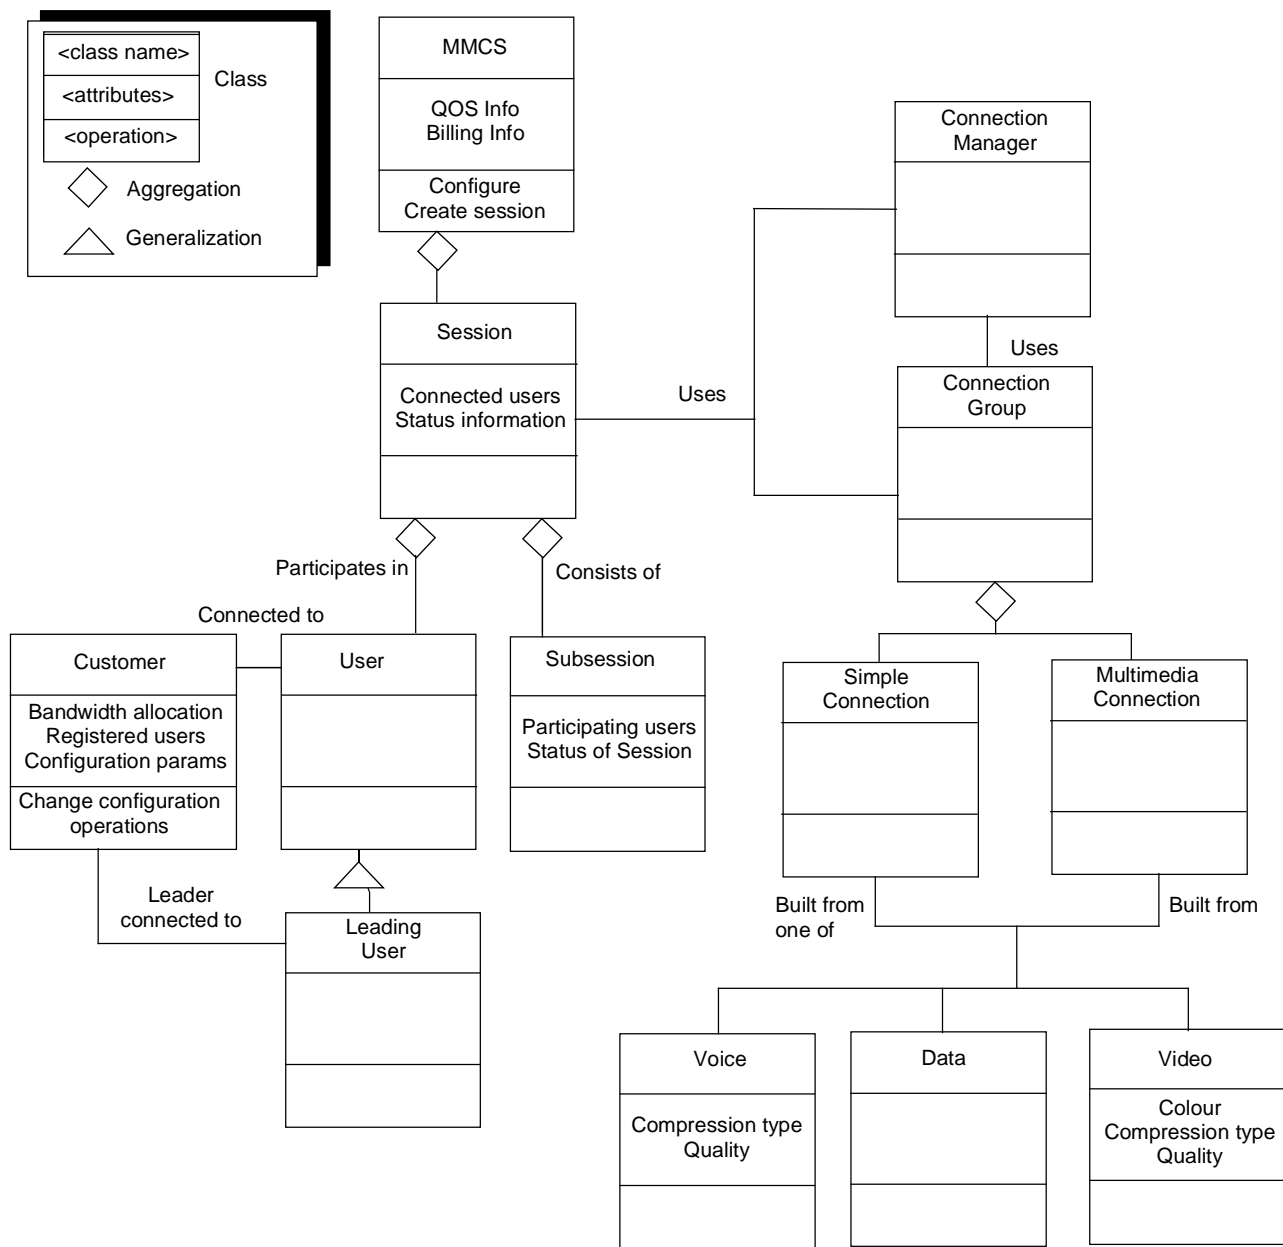 <class name>
Class
<attributes>
<operation>
Aggregation
Generalization
MMCS
QOS Info
Billing Info
Configure
Create session
Connection
Manager
Session
Connected users
Status information
Uses
Uses
Connection
Group
Participates in
Consists of
Connected to
Customer
Bandwidth allocation
Registered users
Configuration params
Change configuration
operations
User
Subsession
Participating users
Status of Session
Simple
Connection
Multimedia
Connection
Leader
connected to
Leading
User
Built from
one of
Built from
Voice
Compression type
Quality
Data
Video
Colour
Compression type
Quality